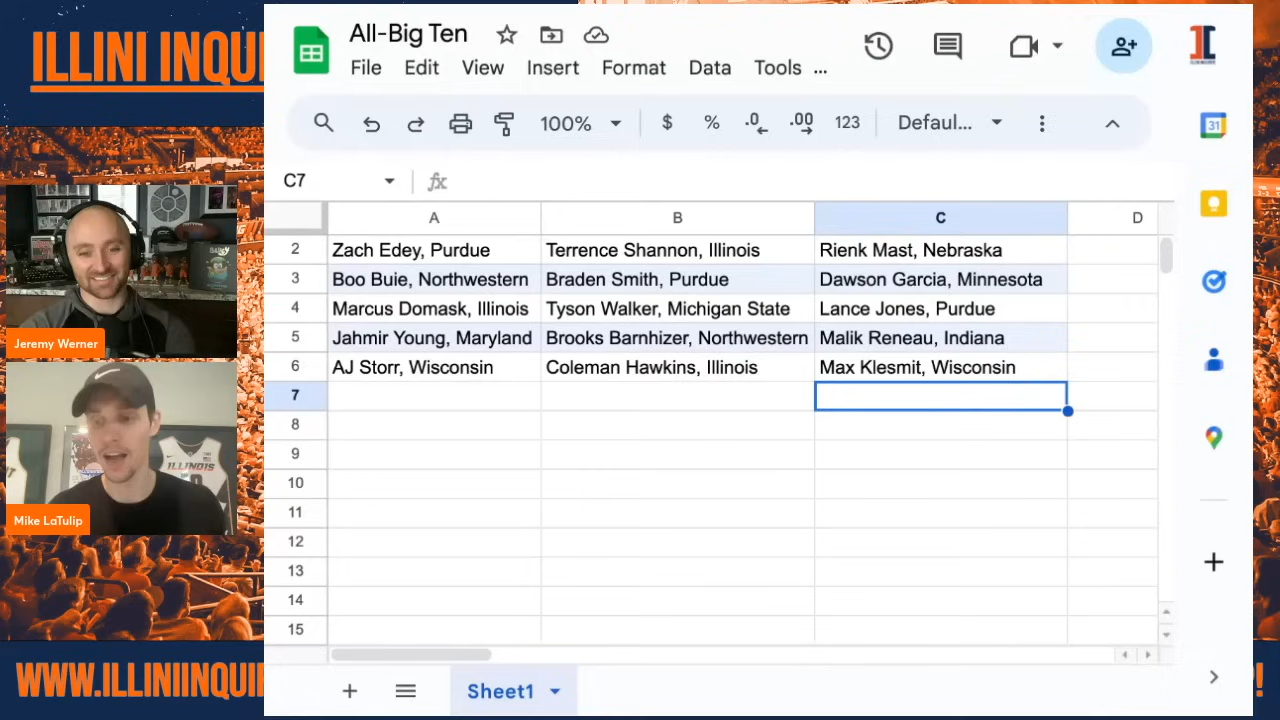 ILLINI INQUI
All-Big Ten
File Edit View Insert Format Data Tools ...
100% $ % .0 .00 123 Defaul...
31
C7 fx
A B C D
2 Zach Edey, Purdue Terrence Shannon, Illinois Rienk Mast, Nebraska
3 Boo Buie, Northwestern Braden Smith, Purdue Dawson Garcia, Minnesota
4 Marcus Domask, Illinois Tyson Walker, Michigan State Lance Jones, Purdue
5 Jahmir Young, Maryland Brooks Barnhizer, Northwestern Malik Reneau, Indiana
6 AJ Storr, Wisconsin Coleman Hawkins, Illinois Max Klesmit, Wisconsin
7
8
9
10
11
12
13
14
15
Jeremy Werner
ILLINOIS
Mike LaTulip
Sheet1
WWW.ILLINIINQUI
!